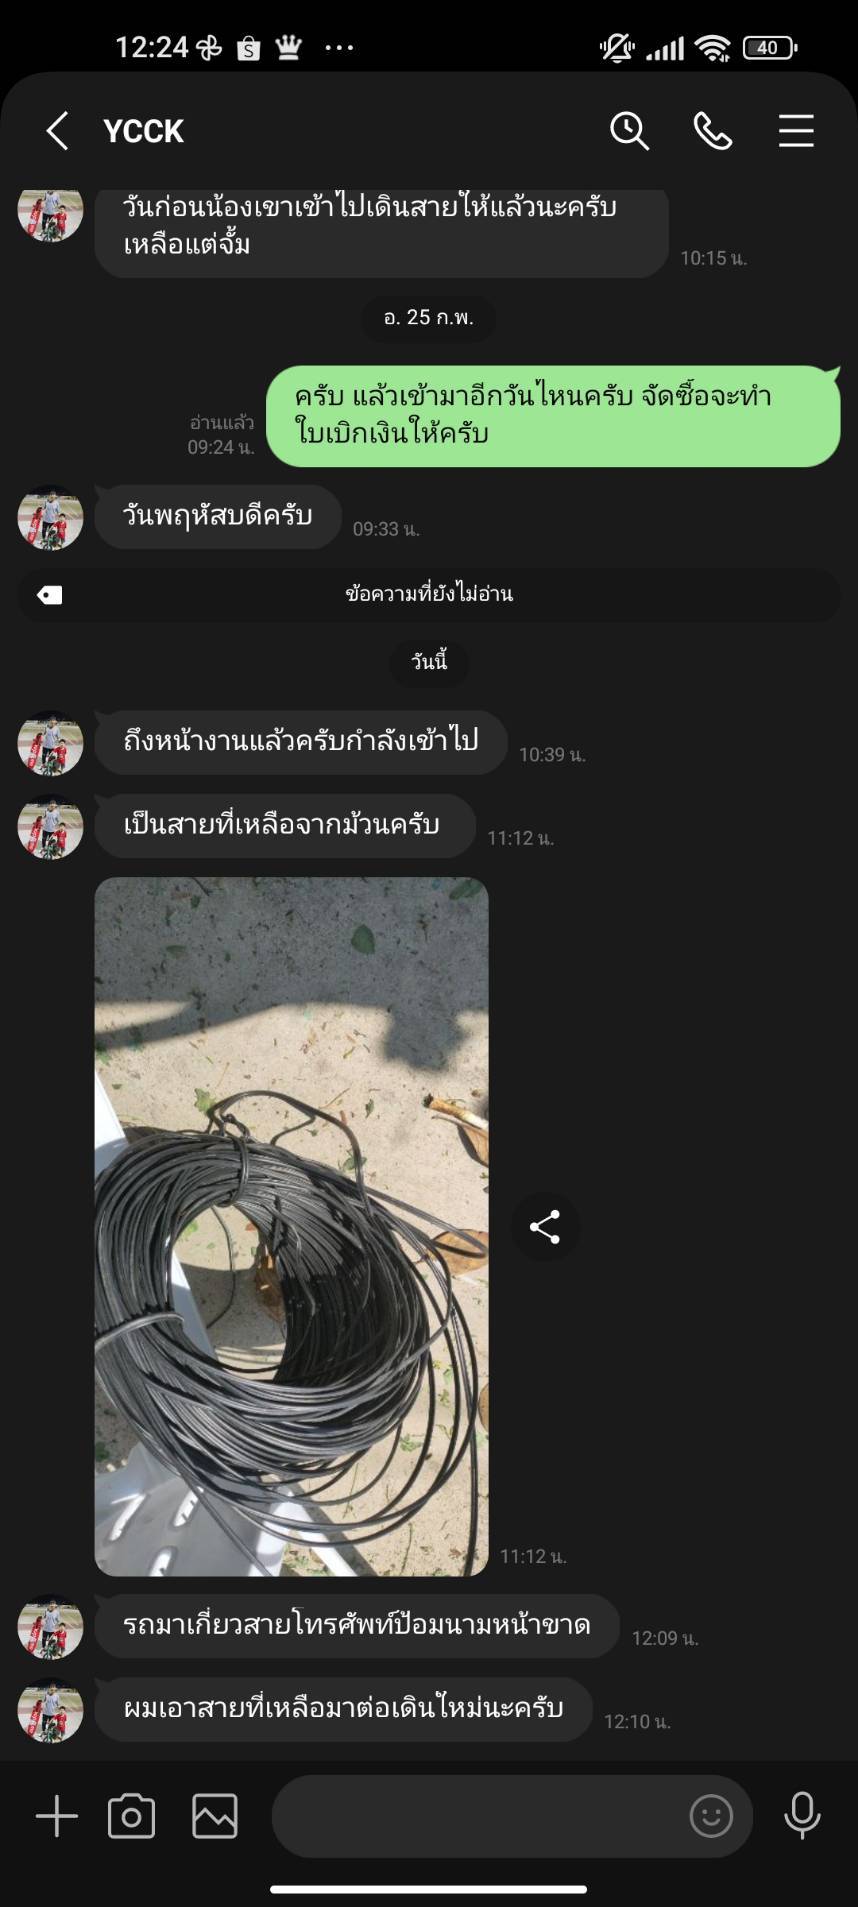 12:24
40
YCCK
วันก่อนน้องเขาเข้าไปเดินสายให้แล้วนะครับ
เหลือแต่จั้ม
10:15 น.
อ. 25 ก.พ.
ครับ แล้วเข้ามาอีกวันไหนครับ จัดซื้อจะทำ
ใบเบิกเงินให้ครับ
อ่านแล้ว
09:24 น.
วันพฤหัสบดีครับ
09:33 น.
ข้อความที่ยังไม่อ่าน
วันนี้
ถึงหน้างานแล้วครับกำลังเข้าไป
10:39 น.
เป็นสายที่เหลือจากม้วนครับ
11:12 น.
11:12 น.
รถมาเกี่ยวสายโทรศัพท์ป้อมนามหน้าขาด
12:09 น.
ผมเอาสายที่เหลือมาต่อเดินใหม่นะครับ
12:10 น.